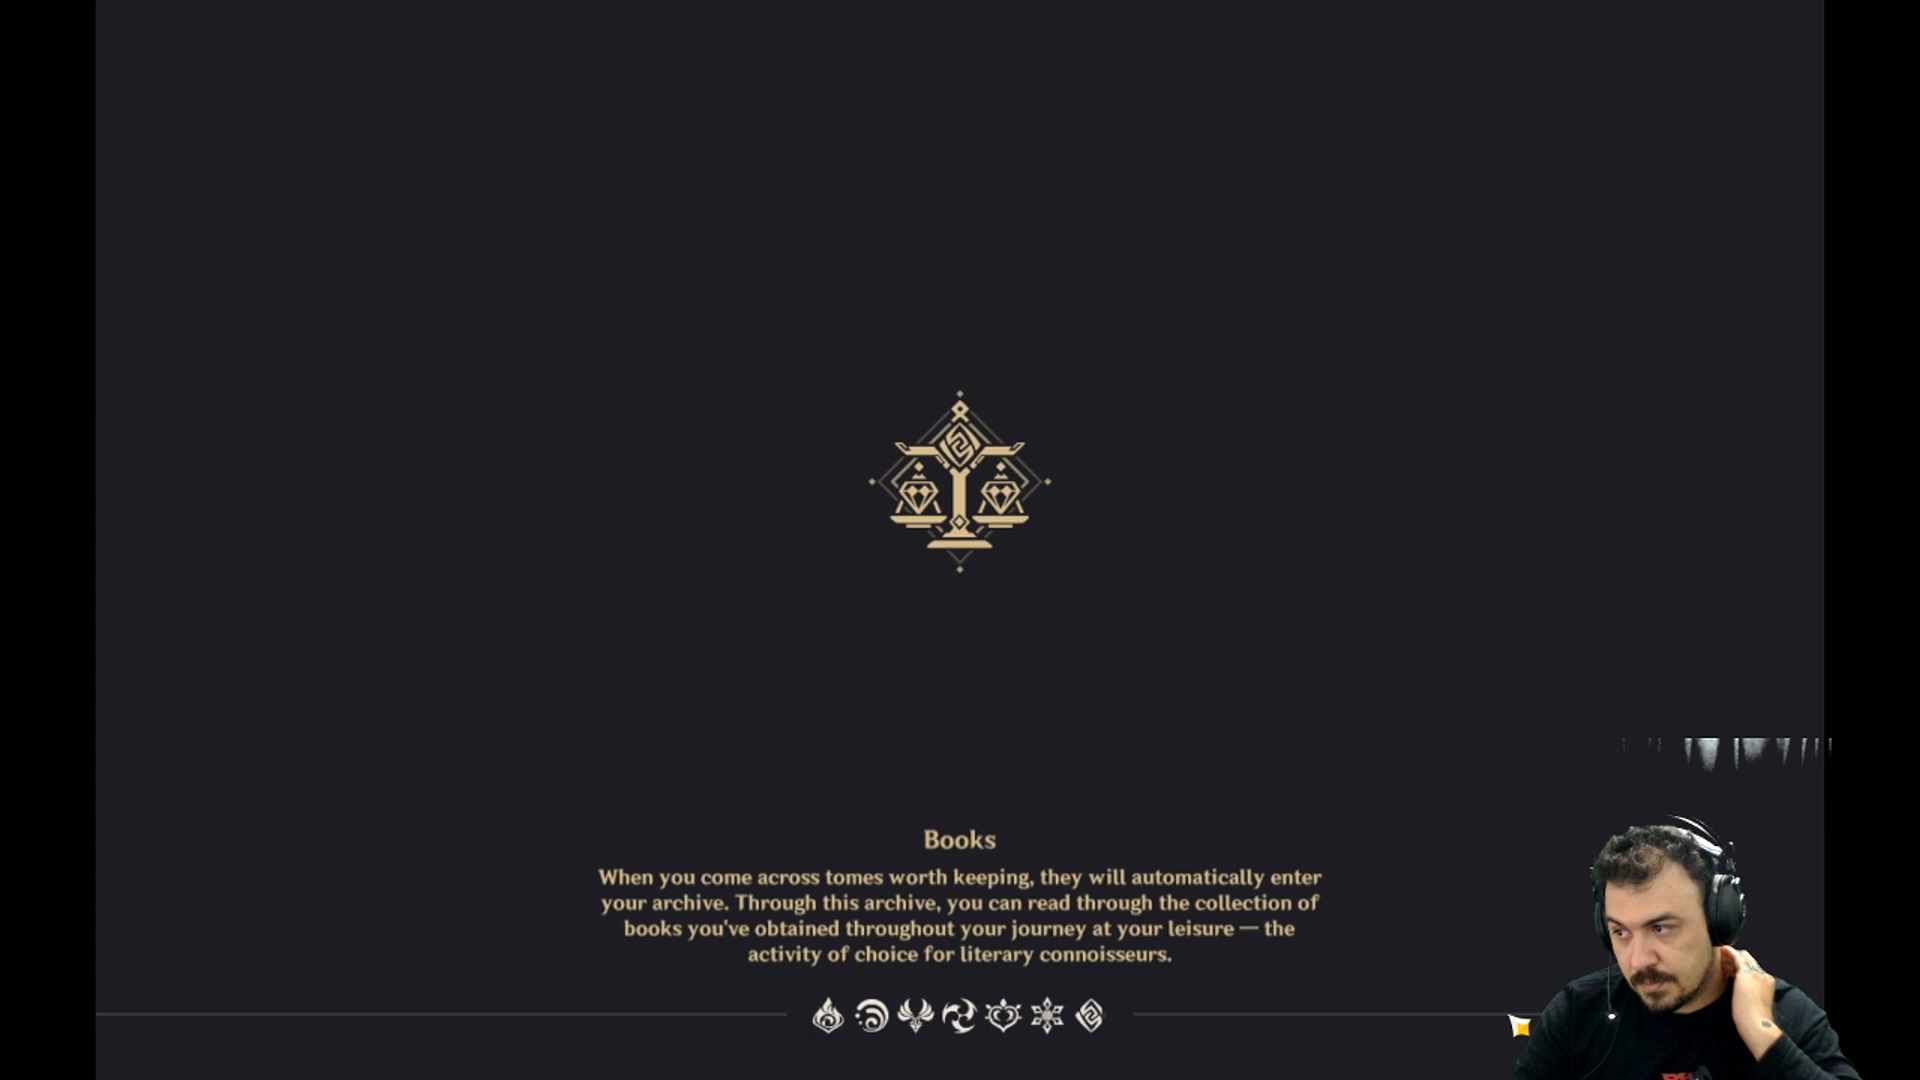 Books
When you come across tomes worth keeping, they will automatically enter
your archive. Through this archive, you can read through the collection of
books you've obtained throughout your journey at your leisure — the
activity of choice for literary connoisseurs.